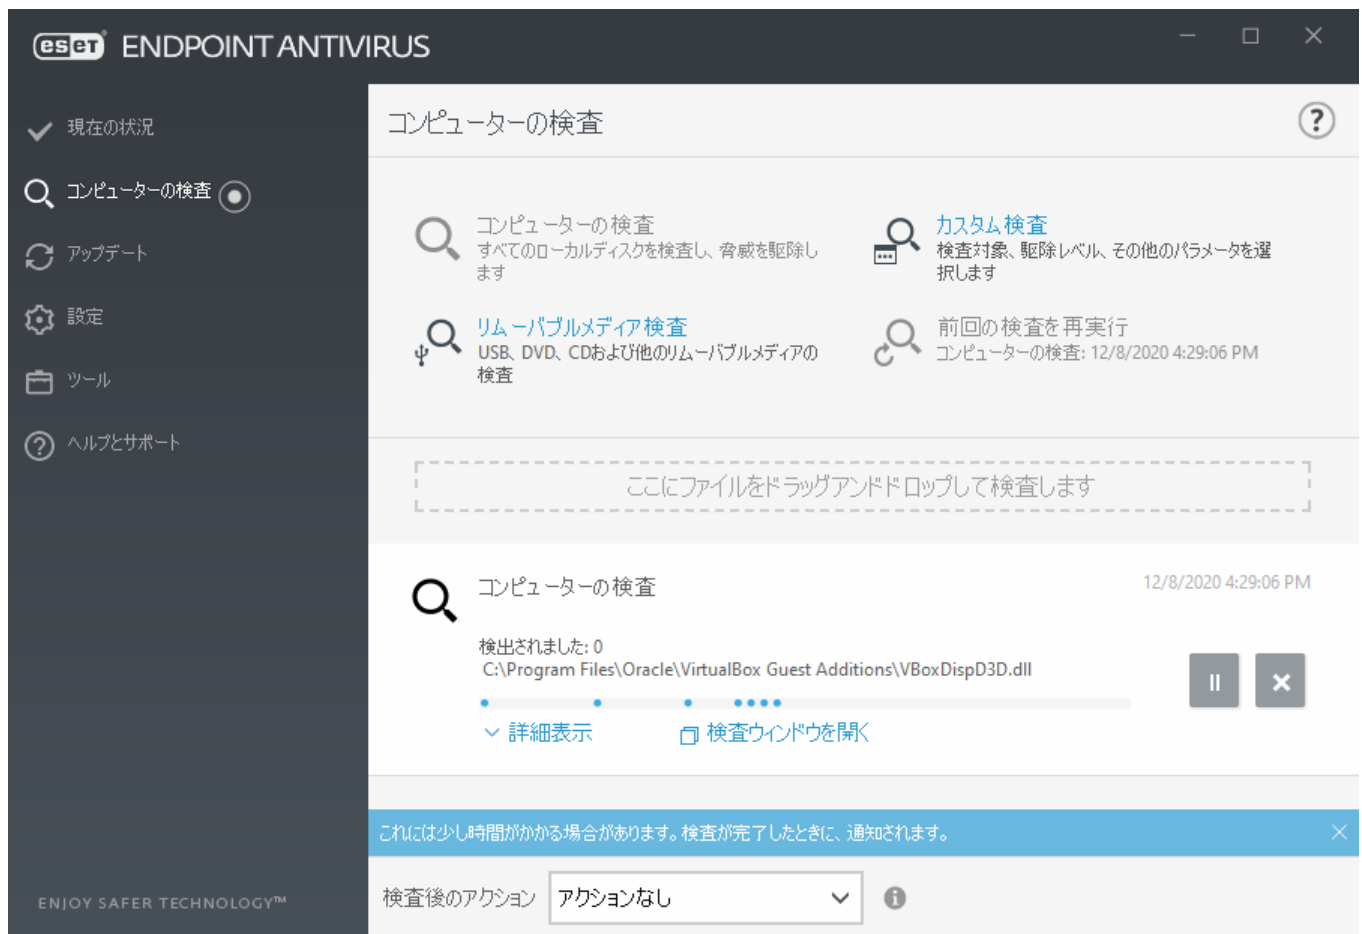 eset ENDPOINT ANTIVIRUS
現在の状況
コンピューターの検査
アップデート
設定
ツール
ヘルプとサポート
ENJOY SAFER TECHNOLOGY™
コンピューターの検査
?
コンピューターの検査
すべてのローカルディスクを検査し、脅威を駆除し
ます
カスタム検査
検査対象、駆除レベル、その他のパラメータを選
択します
リムーバブルメディア検査
USB、DVD、CDおよび他のリムーバブルメディアの
検査
前回の検査を再実行
コンピューターの検査: 12/8/2020 4:29:06 PM
ここにファイルをドラッグアンドドロップして検査します
コンピューターの検査
12/8/2020 4:29:06 PM
検出されました: 0
C:\Program Files\Oracle\VirtualBox Guest Additions\VBoxDispD3D.dll
詳細表示
検査ウィンドウを開く
これには少し時間がかかる場合があります。検査が完了したときに、通知されます。
検査後のアクション アクションなし